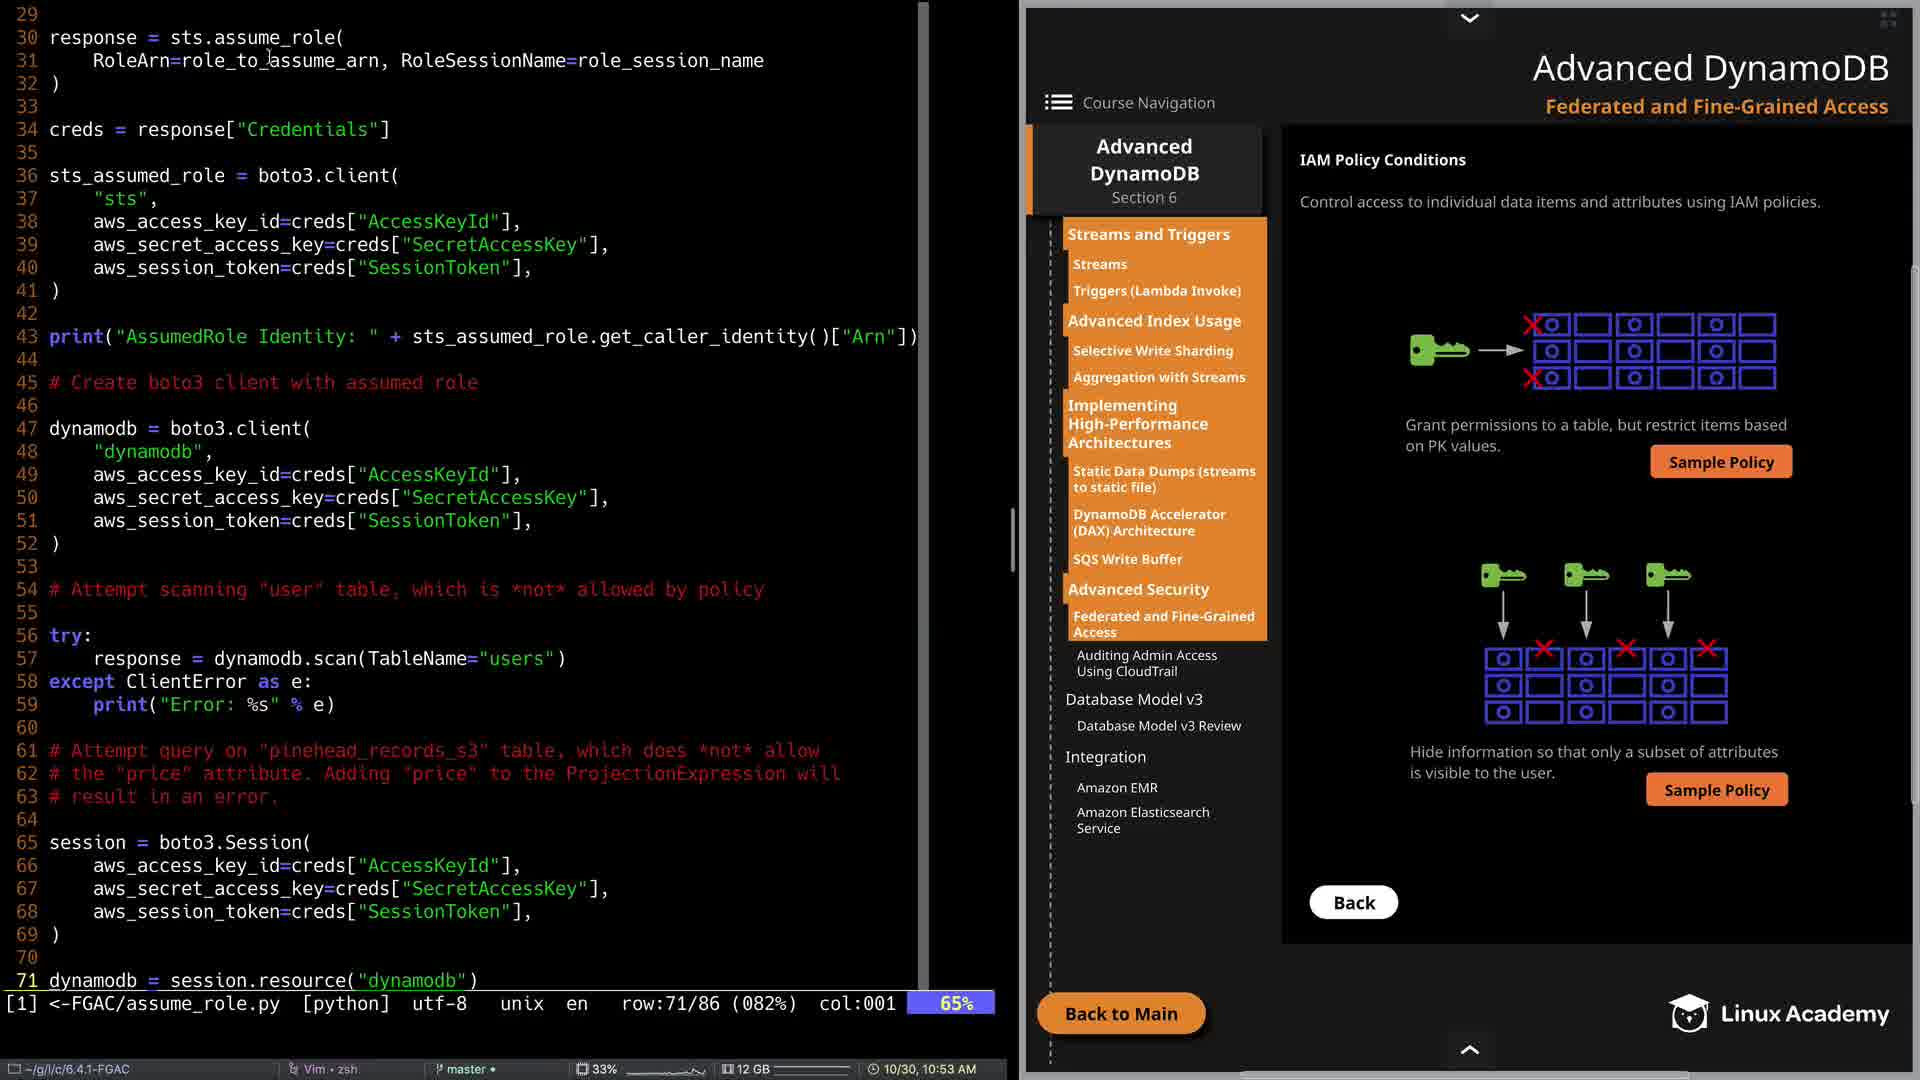 29
30 response = sts.assume_role(
31     RoleArn=role_to_assume_arn, RoleSessionName=role_session_name
32 )
33
34 creds = response["Credentials"]
35
36 sts_assumed_role = boto3.client(
37     "sts",
38     aws_access_key_id=creds["AccessKeyId"],
39     aws_secret_access_key=creds["SecretAccessKey"],
40     aws_session_token=creds["SessionToken"],
41 )
42
43 print("AssumedRole Identity: " + sts_assumed_role.get_caller_identity()["Arn"])
44
45 # Create boto3 client with assumed role
46
47 dynamodb = boto3.client(
48     "dynamodb",
49     aws_access_key_id=creds["AccessKeyId"],
50     aws_secret_access_key=creds["SecretAccessKey"],
51     aws_session_token=creds["SessionToken"],
52 )
53
54 # Attempt scanning "user" table, which is *not* allowed by policy
55
56 try:
57     response = dynamodb.scan(TableName="users")
58 except ClientError as e:
59     print("Error: %s" % e)
60
61 # Attempt query on "pinehead_records_s3" table, which does *not* allow
62 # the "price" attribute. Adding "price" to the ProjectionExpression will
63 # result in an error.
64
65 session = boto3.Session(
66     aws_access_key_id=creds["AccessKeyId"],
67     aws_secret_access_key=creds["SecretAccessKey"],
68     aws_session_token=creds["SessionToken"],
69 )
70
71 dynamodb = session.resource("dynamodb")
[1] <-FGAC/assume_role.py [python] utf-8 unix en row:71/86 (082%) col:001 65%
~/g/l/c/6.4.1-FGAC Vim • zsh master • 33% 12 GB 10/30, 10:53 AM
Advanced DynamoDB
Federated and Fine-Grained Access
Course Navigation
Advanced
DynamoDB
Section 6
Streams and Triggers
Streams
Triggers (Lambda Invoke)
Advanced Index Usage
Selective Write Sharding
Aggregation with Streams
Implementing
High-Performance
Architectures
Static Data Dumps (streams
to static file)
DynamoDB Accelerator
(DAX) Architecture
SQS Write Buffer
Advanced Security
Federated and Fine-Grained
Access
Auditing Admin Access
Using CloudTrail
Database Model v3
Database Model v3 Review
Integration
Amazon EMR
Amazon Elasticsearch
Service
Back to Main
IAM Policy Conditions
Control access to individual data items and attributes using IAM policies.
Grant permissions to a table, but restrict items based
on PK values.
Sample Policy
Hide information so that only a subset of attributes
is visible to the user.
Sample Policy
Back
Linux Academy